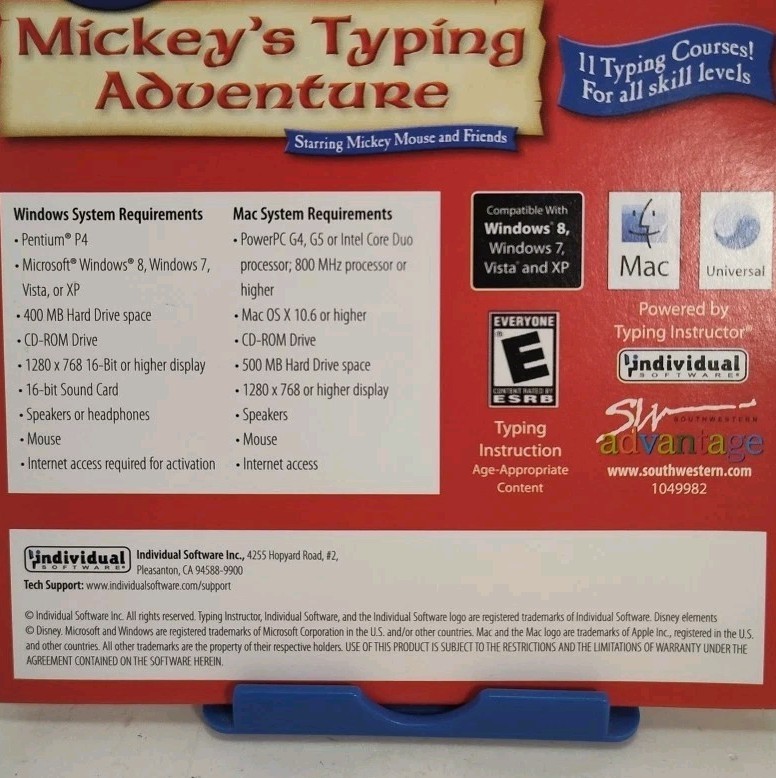 Mickey's Typing
Adventure
Starring Mickey Mouse and Friends
11 Typing Courses!
For all skill levels
Windows System Requirements
• Pentium® P4
• Microsoft® Windows® 8, Windows 7,
Vista, or XP
• 400 MB Hard Drive space
• CD-ROM Drive
• 1280 x 768 16-Bit or higher display
• 16-bit Sound Card
• Speakers or headphones
• Mouse
• Internet access required for activation
Mac System Requirements
• PowerPC G4, G5 or Intel Core Duo
processor; 800 MHz processor or
higher
• Mac OS X 10.6 or higher
• CD-ROM Drive
• 500 MB Hard Drive space
• 1280 x 768 or higher display
• Speakers
• Mouse
• Internet access
Compatible With
Windows® 8,
Windows 7,
Vista® and XP
Mac
Universal
EVERYONE
E
CONTENT RATED BY
ESRB
Typing
Instruction
Age-Appropriate
Content
Powered by
Typing Instructor®
individual
SOFTWARE®
SW
SOUTHWESTERN
advantage
www.southwestern.com
1049982
individual
SOFTWARE®
Individual Software Inc., 4255 Hopyard Road, #2,
Pleasanton, CA 94588-9900
Tech Support: www.individualsoftware.com/support
© Individual Software Inc. All rights reserved. Typing Instructor, Individual Software, and the Individual Software logo are registered trademarks of Individual Software. Disney elements
© Disney. Microsoft and Windows are registered trademarks of Microsoft Corporation in the U.S. and/or other countries. Mac and the Mac logo are trademarks of Apple Inc., registered in the U.S.
and other countries. All other trademarks are the property of their respective holders. USE OF THIS PRODUCT IS SUBJECT TO THE RESTRICTIONS AND THE LIMITATIONS OF WARRANTY UNDER THE
AGREEMENT CONTAINED ON THE SOFTWARE HEREIN.